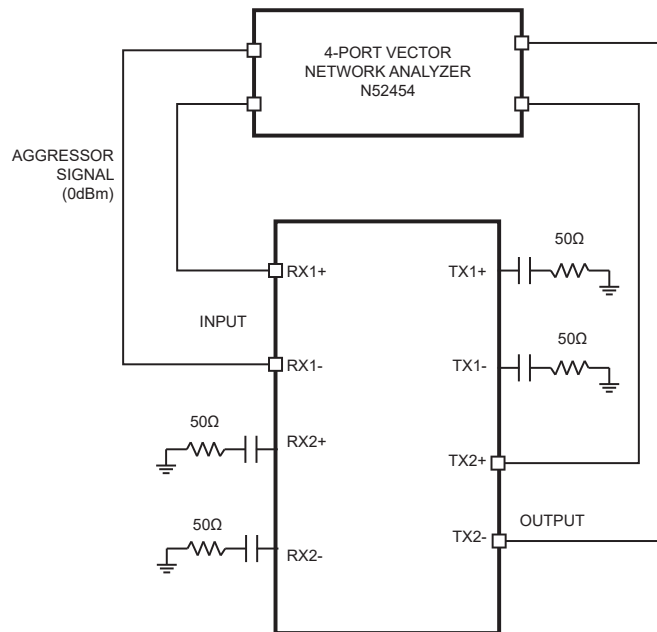 4-PORT VECTOR
NETWORK ANALYZER
N52454
AGGRESSOR
SIGNAL
(0dBm)
50Ω
RX1+
TX1+
INPUT
50Ω
RX1-
TX1-
50Ω
RX2+
TX2+
50Ω
OUTPUT
TX2-
RX2-